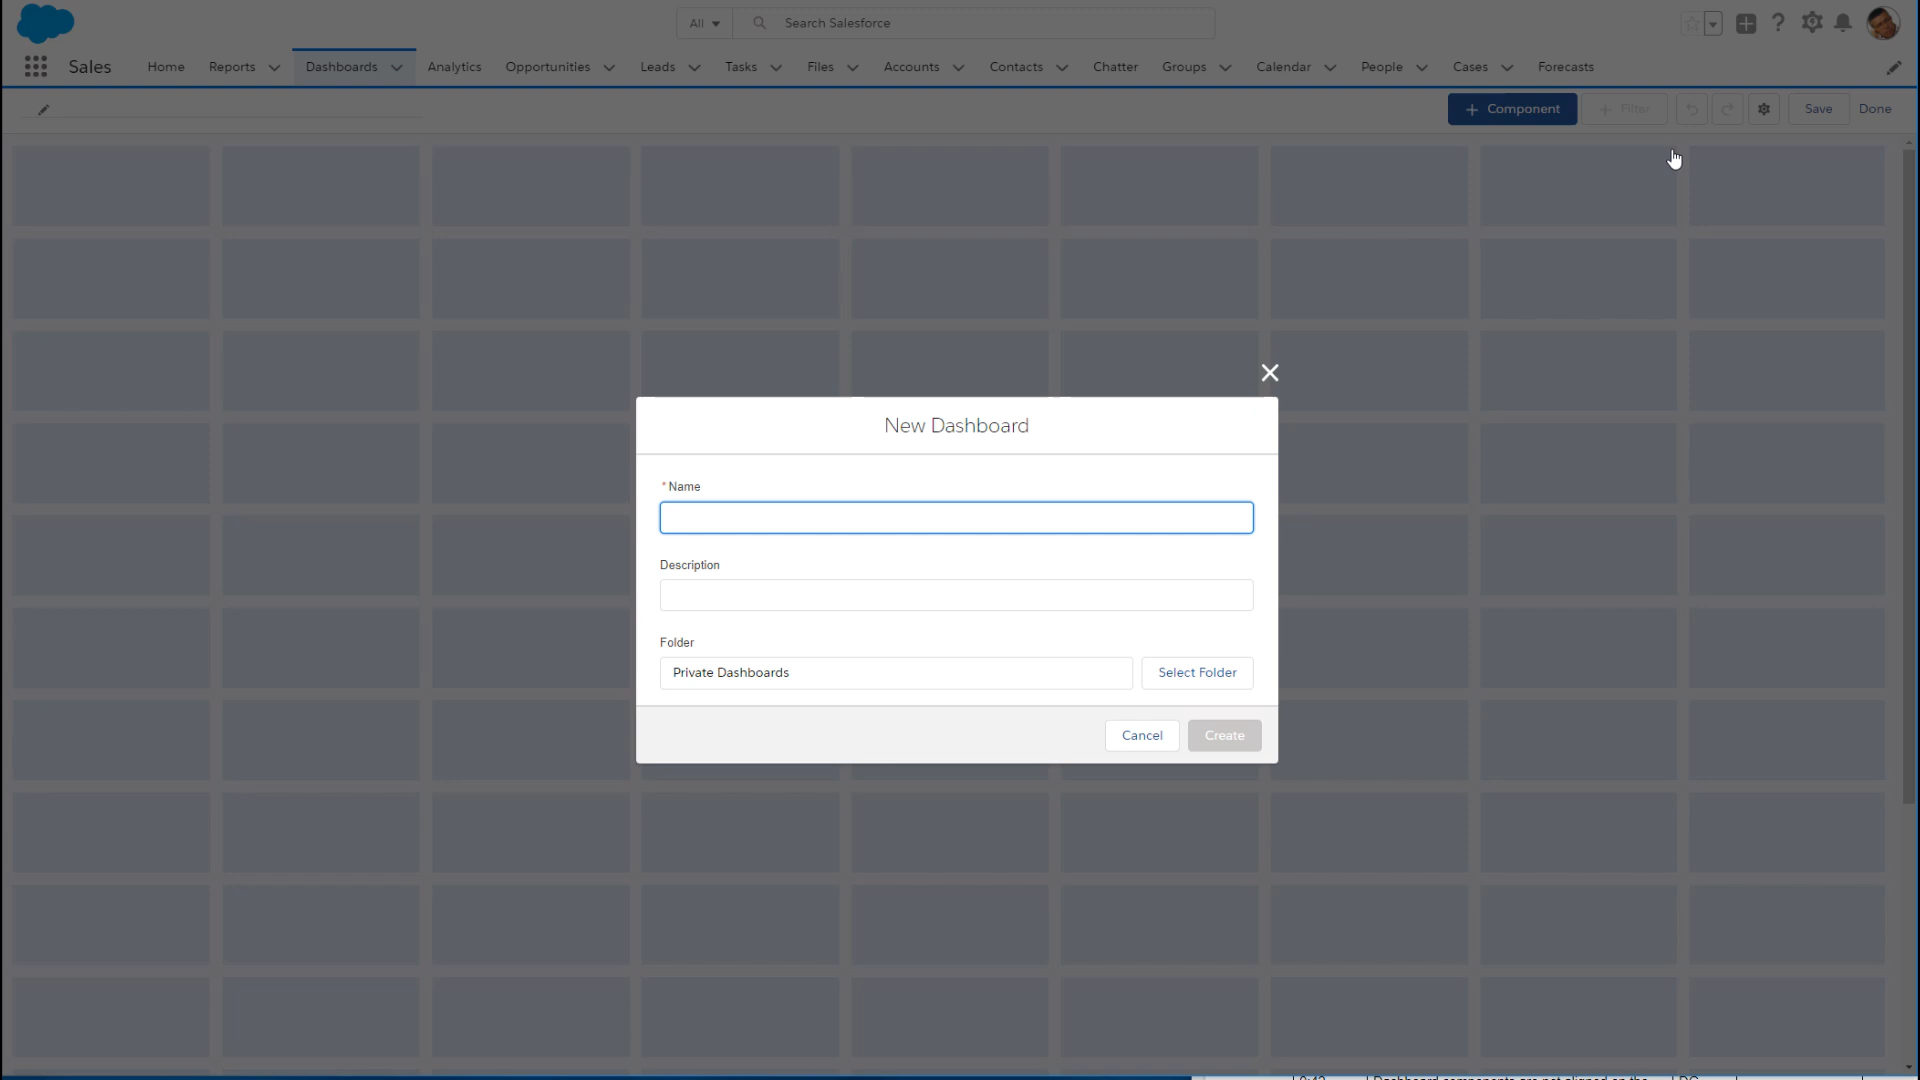 All
Search Salesforce
Sales
Home
Reports
Dashboards
Analytics
Opportunities
Leads
Tasks
Files
Accounts
Contacts
Chatter
Groups
Calendar
People
Cases
Forecasts
+ Component
+ Filter
Save
Done
New Dashboard
* Name
Description
Folder
Private Dashboards
Select Folder
Cancel
Create